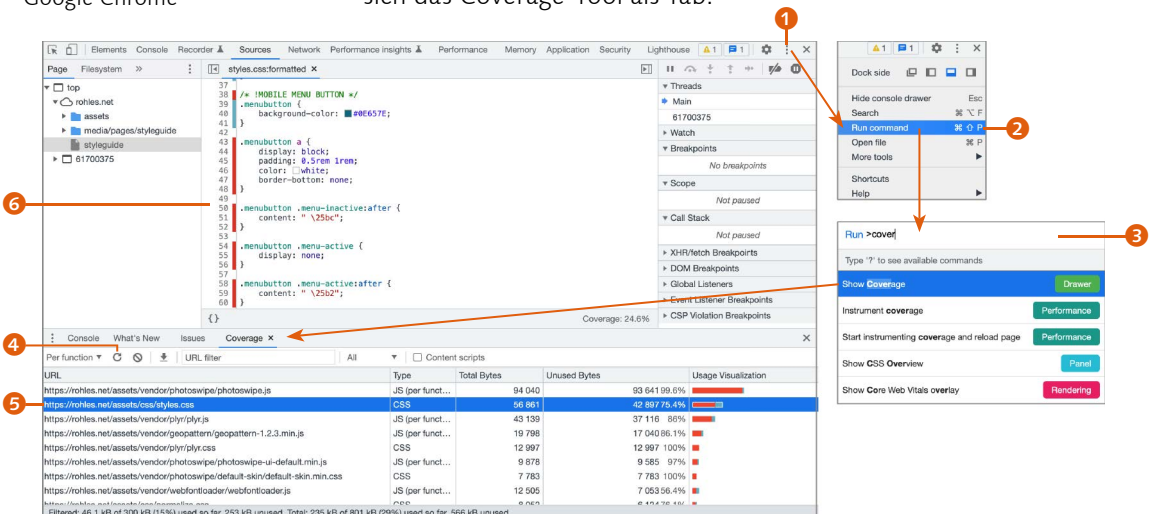 Google Chrome
sich das Coverage-Tool als Tab.
1
Elements Console Recorder Sources Network Performance insights Performance Memory Application Security Lighthouse 1 1
Page Filesystem »
styles.css:formatted ×
top
rohles.net
assets
media/pages/styleguide
styleguide
61700375
37
38 /* !MOBILE MENU BUTTON */
39 .menubutton {
40 background-color: #0E657E;
41 }
42
43 .menubutton a {
44 display: block;
45 padding: 0.5rem 1rem;
46 color: white;
47 border-bottom: none;
48 }
49
50 .menubutton .menu-inactive:after {
51 content: " \25bc";
52 }
53
54 .menubutton .menu-active {
55 display: none;
56 }
57
58 .menubutton .menu-active:after {
59 content: " \25b2";
60 }
{} Coverage: 24.6%
6
Threads
Main
61700375
Watch
Breakpoints
No breakpoints
Scope
Not paused
Call Stack
Not paused
XHR/fetch Breakpoints
DOM Breakpoints
Global Listeners
Event Listener Breakpoints
CSP Violation Breakpoints
1 1
Dock side
Hide console drawer Esc
Search ⌘ ⌥ F
Run command ⌘ ⇧ P
2
Open file ⌘ P
More tools
Shortcuts
Help
Run >cover
3
Type '?' to see available commands
Show Coverage Drawer
Instrument coverage Performance
Start instrumenting coverage and reload page Performance
Show CSS Overview Panel
Show Core Web Vitals overlay Rendering
Console What's New Issues Coverage ×
4
Per function URL filter All Content scripts
URL Type Total Bytes Unused Bytes Usage Visualization
https://rohles.net/assets/vendor/photoswipe/photoswipe.js JS (per funct... 94 040 93 641 99.6%
5
https://rohles.net/assets/css/styles.css CSS 56 861 42 897 75.4%
https://rohles.net/assets/vendor/plyr/plyr.js JS (per funct... 43 139 37 116 86%
https://rohles.net/assets/vendor/geopattern/geopattern-1.2.3.min.js JS (per funct... 19 798 17 040 86.1%
https://rohles.net/assets/vendor/plyr/plyr.css CSS 12 997 12 997 100%
https://rohles.net/assets/vendor/photoswipe/photoswipe-ui-default.min.js JS (per funct... 9 878 9 585 97%
https://rohles.net/assets/vendor/photoswipe/default-skin/default-skin.min.css CSS 7 783 7 783 100%
https://rohles.net/assets/vendor/webfontloader/webfontloader.js JS (per funct... 12 505 7 053 56.4%
https://rohles.net/assets/css/normalize.css CSS
Filtered: 46.1 kB of 300 kB (15%) used so far, 253 kB unused. Total: 235 kB of 801 kB (29%) used so far, 566 kB unused.